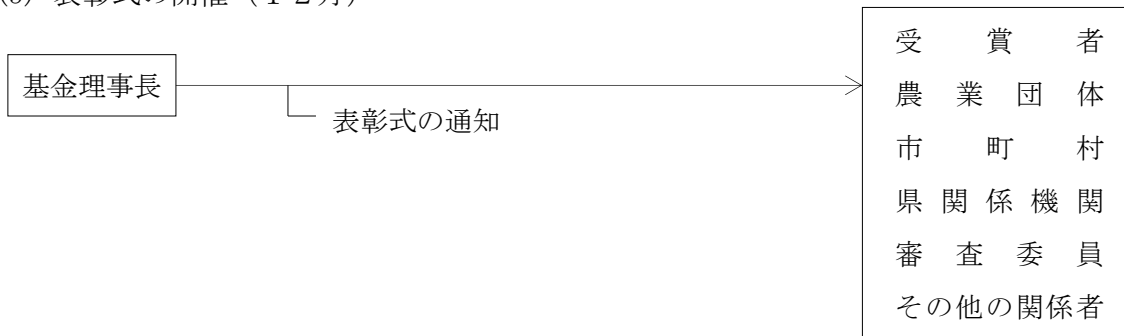 表彰式の開催（12月）
基金理事長
表彰式の通知
受賞者
農業団体
市町村
県関係機関
審査委員
その他の関係者